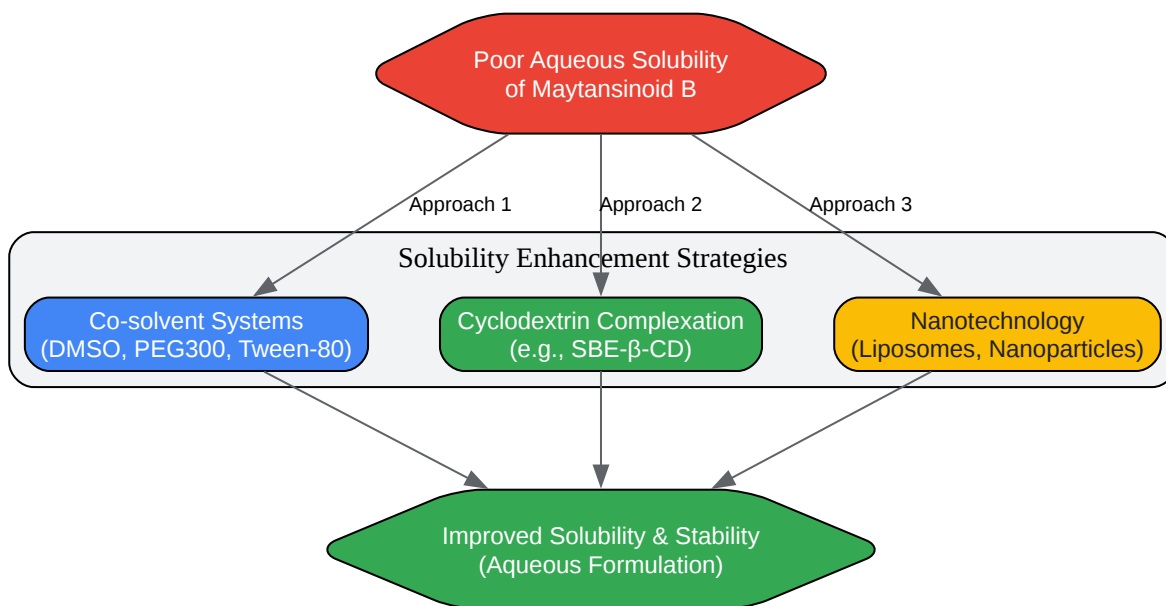 Poor Aqueous Solubility
of Maytansinoid B
Approach 1
Approach 2
Approach 3
Solubility Enhancement Strategies
Co-solvent Systems
(DMSO, PEG300, Tween-80)
Cyclodextrin Complexation
(e.g., SBE-β-CD)
Nanotechnology
(Liposomes, Nanoparticles)
Improved Solubility & Stability
(Aqueous Formulation)